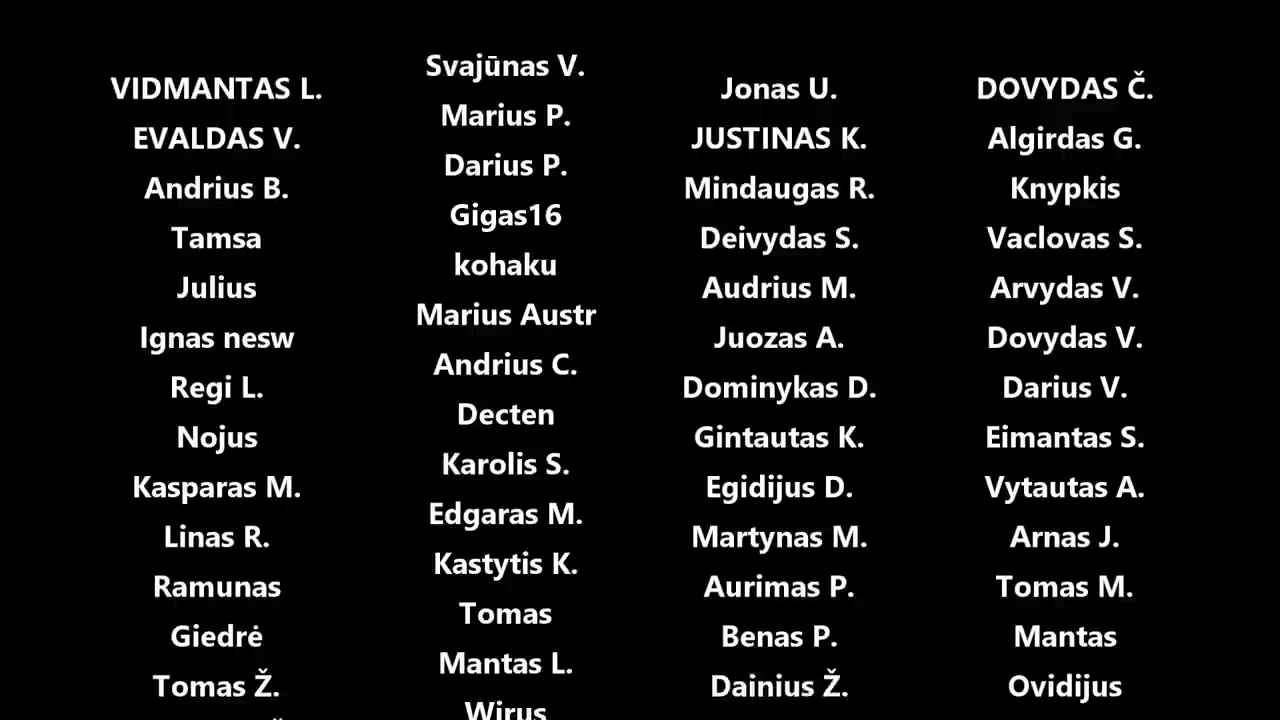 VIDMANTAS L.
EVALDAS V.
Andrius B.
Tamsa
Julius
Ignas nesw
Regi L.
Nojus
Kasparas M.
Linas R.
Ramunas
Giedrė
Tomas Ž.
Svajūnas V.
Marius P.
Darius P.
Gigas16
kohaku
Marius Austr
Andrius C.
Decten
Karolis S.
Edgaras M.
Kastytis K.
Tomas
Mantas L.
Wirus
Jonas U.
JUSTINAS K.
Mindaugas R.
Deivydas S.
Audrius M.
Juozas A.
Dominykas D.
Gintautas K.
Egidijus D.
Martynas M.
Aurimas P.
Benas P.
Dainius Ž.
DOVYDAS Č.
Algirdas G.
Knypkis
Vaclovas S.
Arvydas V.
Dovydas V.
Darius V.
Eimantas S.
Vytautas A.
Arnas J.
Tomas M.
Mantas
Ovidijus